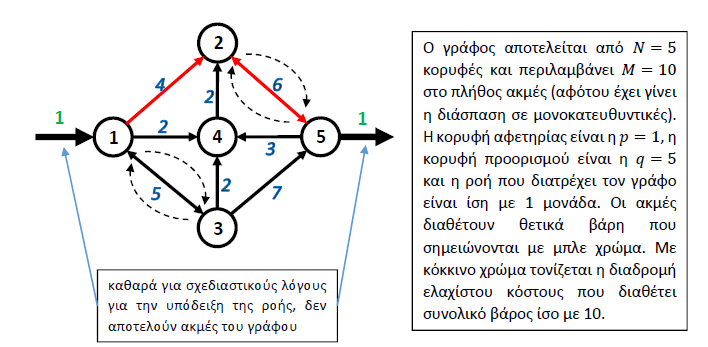 2
4
6
2
1
1
1
2
4
5
3
5
2
7
3
καθαρά για σχεδιαστικούς λόγους
για την υπόδειξη της ροής, δεν
αποτελούν ακμές του γράφου
Ο γράφος αποτελείται από N = 5
κορυφές και περιλαμβάνει M = 10
στο πλήθος ακμές (αφότου έχει γίνει
η διάσπαση σε μονοκατευθυντικές).
Η κορυφή αφετηρίας είναι η p = 1, η
κορυφή προορισμού είναι η q = 5
και η ροή που διατρέχει τον γράφο
είναι ίση με 1 μονάδα. Οι ακμές
διαθέτουν θετικά βάρη που
σημειώνονται με μπλε χρώμα. Με
κόκκινο χρώμα τονίζεται η διαδρομή
ελαχίστου κόστους που διαθέτει
συνολικό βάρος ίσο με 10.